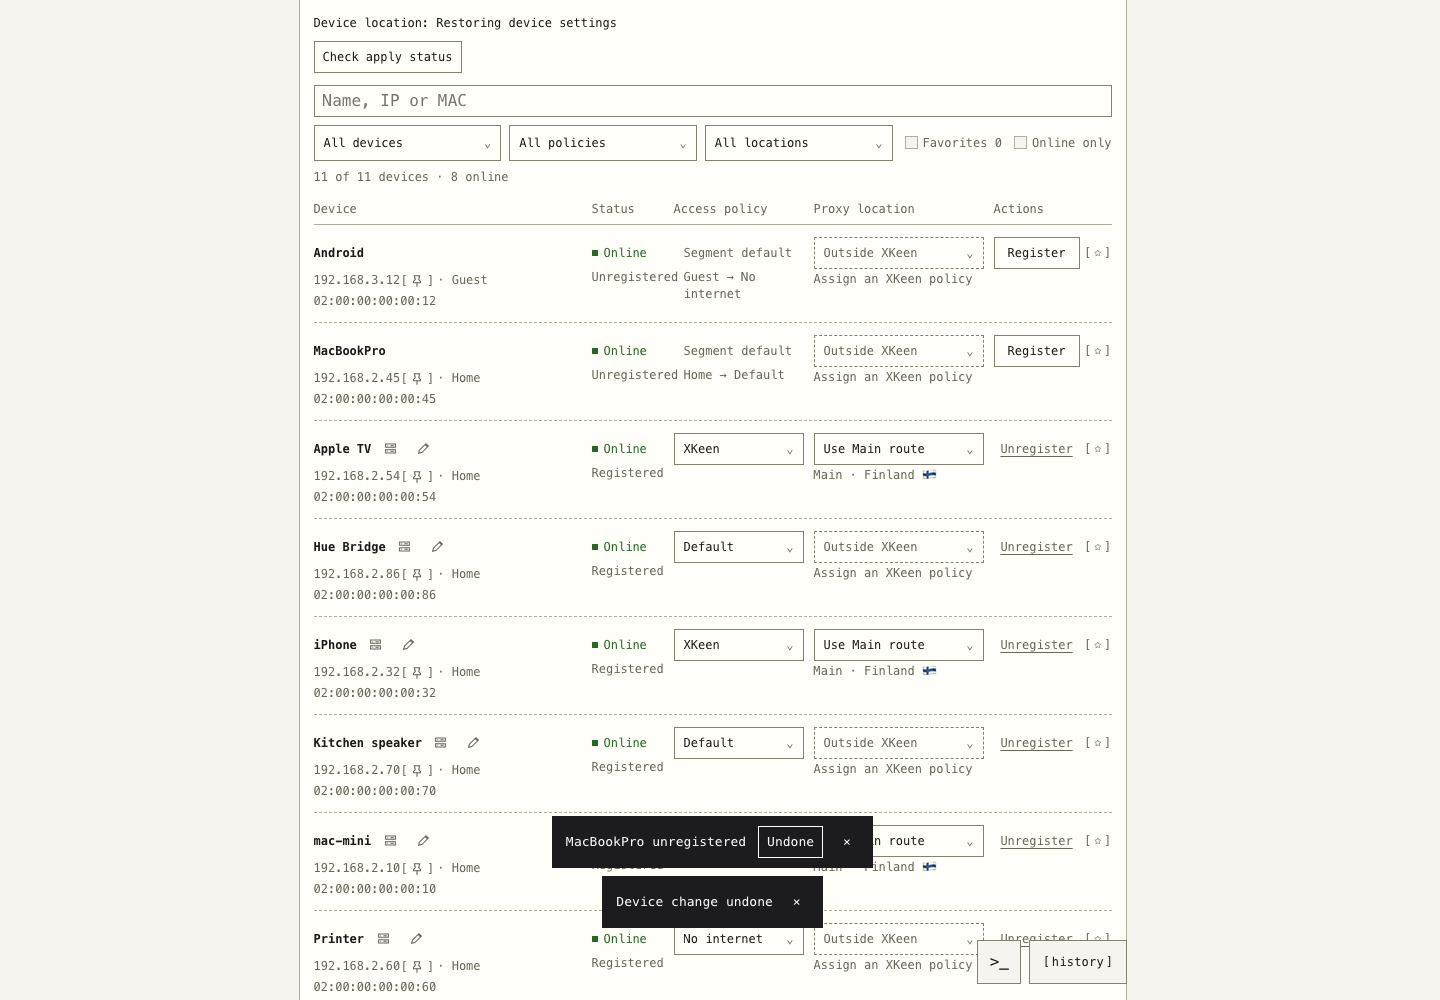 Device location: Restoring device settings
Check apply status
Name, IP or MAC
All devices
All policies
All locations
Favorites 0
Online only
11 of 11 devices · 8 online
Device Status Access policy Proxy location Actions
Android Online Segment default Outside XKeen Register [☆]
192.168.3.12[ ]· Guest Unregistered Guest → No internet Assign an XKeen policy
02:00:00:00:00:12
MacBookPro Online Segment default Outside XKeen Register [☆]
192.168.2.45[ ]· Home Unregistered Home → Default Assign an XKeen policy
02:00:00:00:00:45
Apple TV Online XKeen Use Main route Unregister [☆]
192.168.2.54[ ]· Home Registered Main · Finland 🇫🇮
02:00:00:00:00:54
Hue Bridge Online Default Outside XKeen Unregister [☆]
192.168.2.86[ ]· Home Registered Assign an XKeen policy
02:00:00:00:00:86
iPhone Online XKeen Use Main route Unregister [☆]
192.168.2.32[ ]· Home Registered Main · Finland 🇫🇮
02:00:00:00:00:32
Kitchen speaker Online Default Outside XKeen Unregister [☆]
192.168.2.70[ ]· Home Registered Assign an XKeen policy
02:00:00:00:00:70
mac-mini route Unregister [☆]
MacBookPro unregistered Undone ×
192.168.2.10[ ]· Home Finland 🇫🇮
02:00:00:00:00:10
Device change undone ×
Printer Online No internet Outside XKeen Unregister [☆]
192.168.2.60[ ]· Home Registered Assign an XKeen policy
02:00:00:00:00:60
>_
[history]